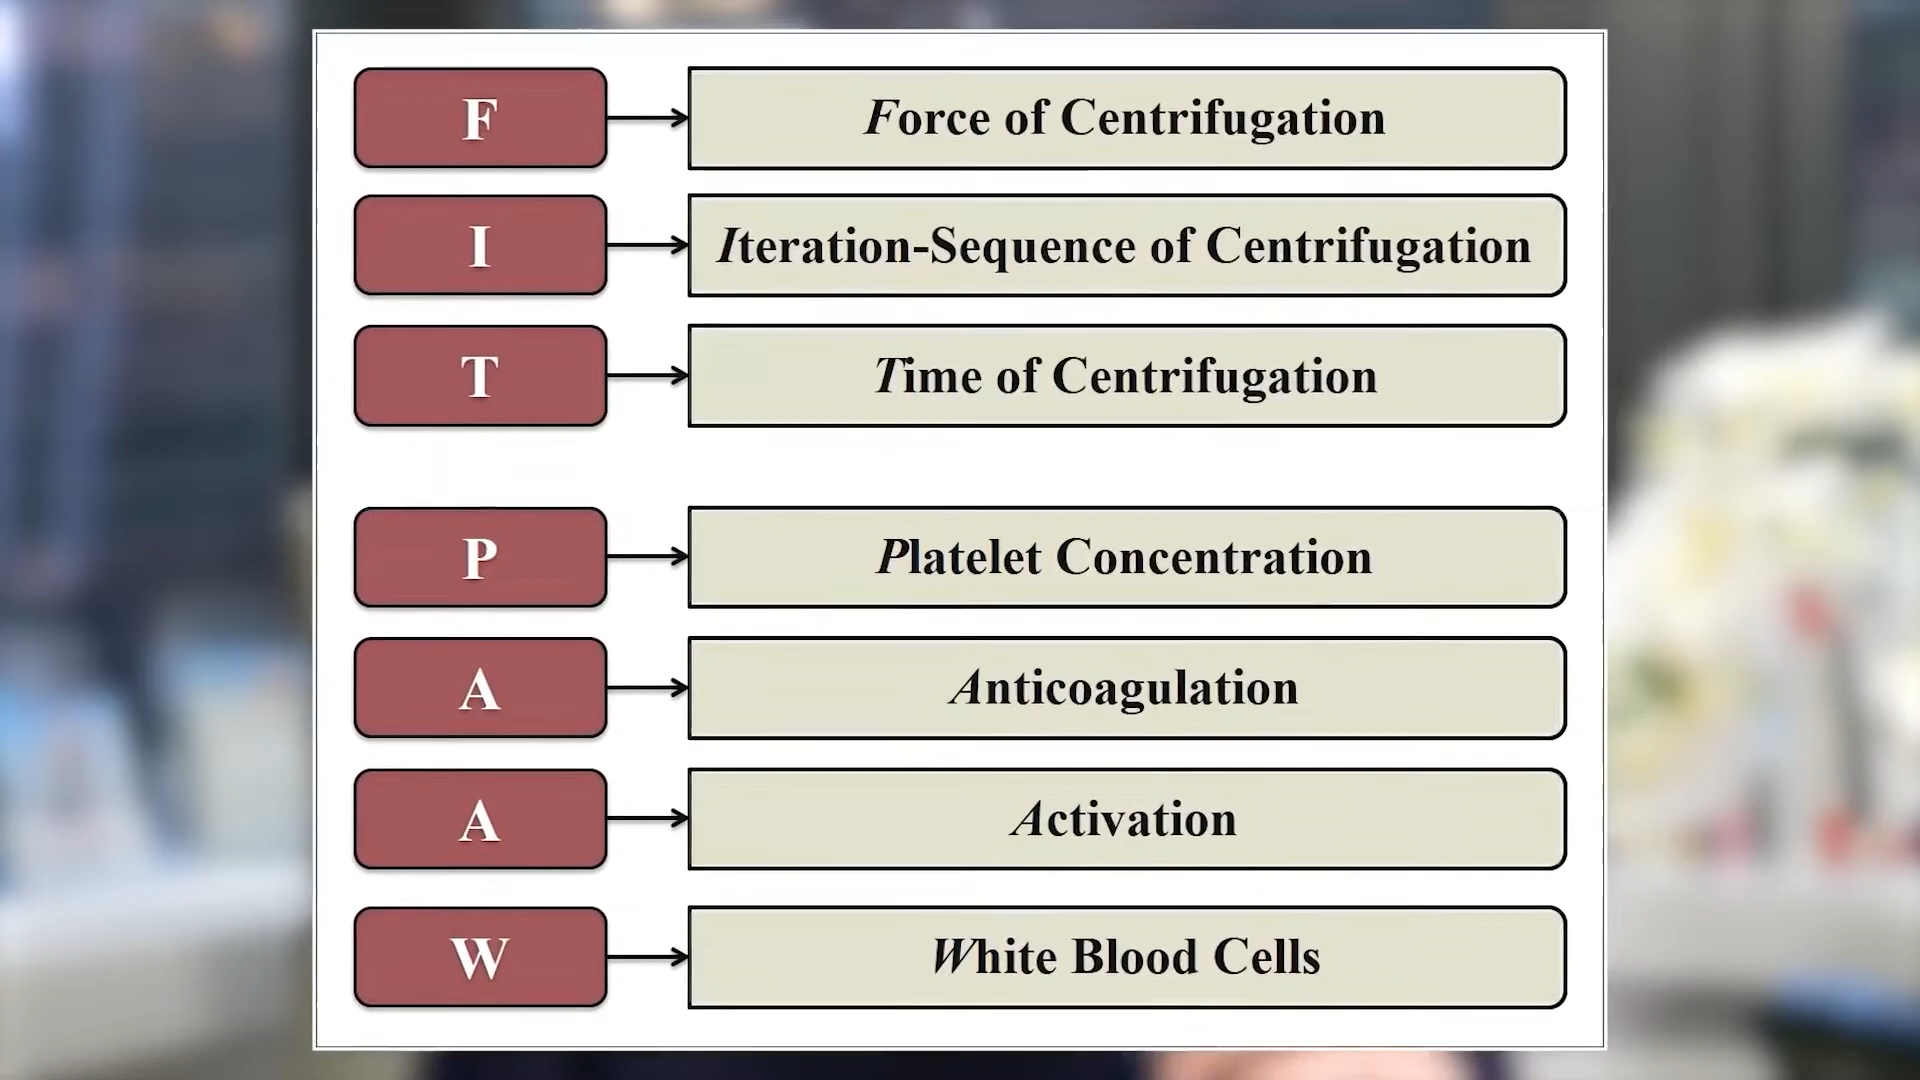 F
Force of Centrifugation
I
Iteration-Sequence of Centrifugation
T
Time of Centrifugation
P
Platelet Concentration
A
Anticoagulation
A
Activation
W
White Blood Cells